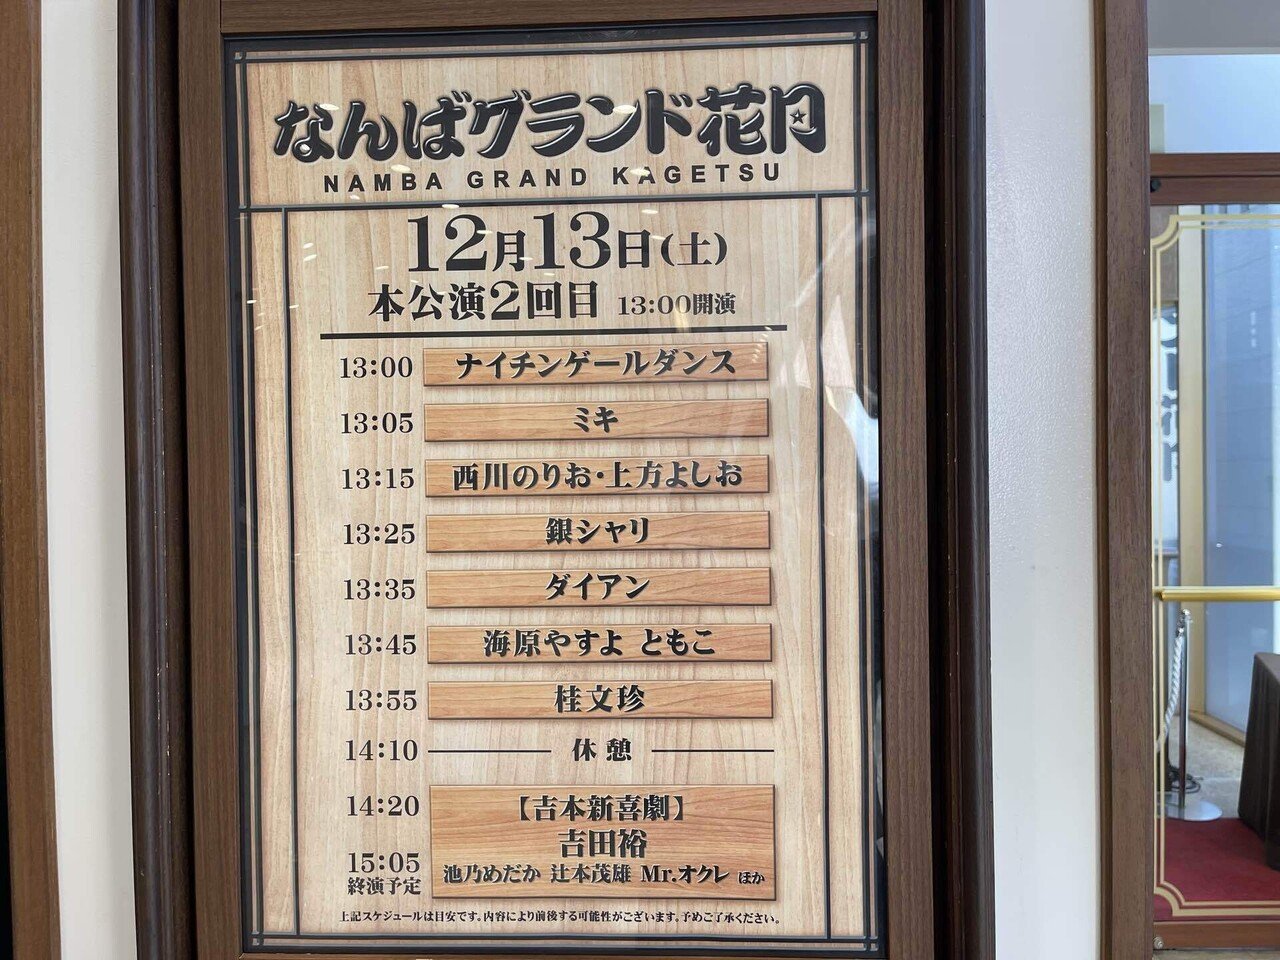 なんばグランド花月
NAMBA GRAND KAGETSU
12月13日(土)
本公演2回目 13:00開演
13:00 ナイチンゲールダンス
13:05 ミキ
13:15 西川のりお・上方よしお
13:25 銀シャリ
13:35 ダイアン
13:45 海原やすよ ともこ
13:55 桂文珍
14:10 休憩
14:20 【吉本新喜劇】
吉田裕
15:05 池乃めだか 辻本茂雄 Mr.オクレ ほか
終演予定
上記スケジュールは目安です。内容により前後する可能性がございます。予めご了承ください。